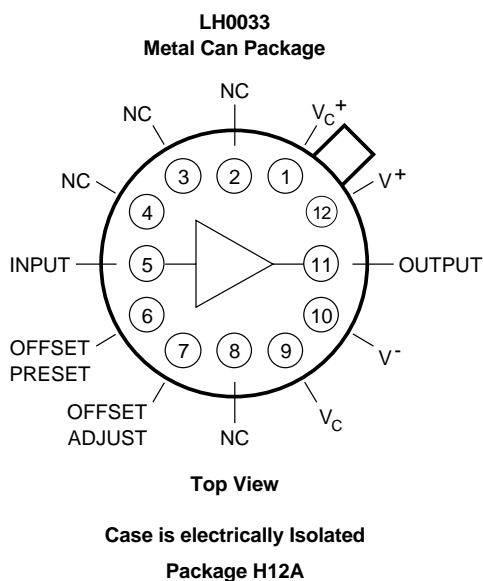 LH0033
Metal Can Package
NC
NC
VC+
NC
V+
3
2
1
4
12
INPUT
5
11
OUTPUT
6
10
OFFSET
PRESET
7
8
9
V-
OFFSET
ADJUST
NC
VC
Top View
Case is electrically Isolated
Package H12A